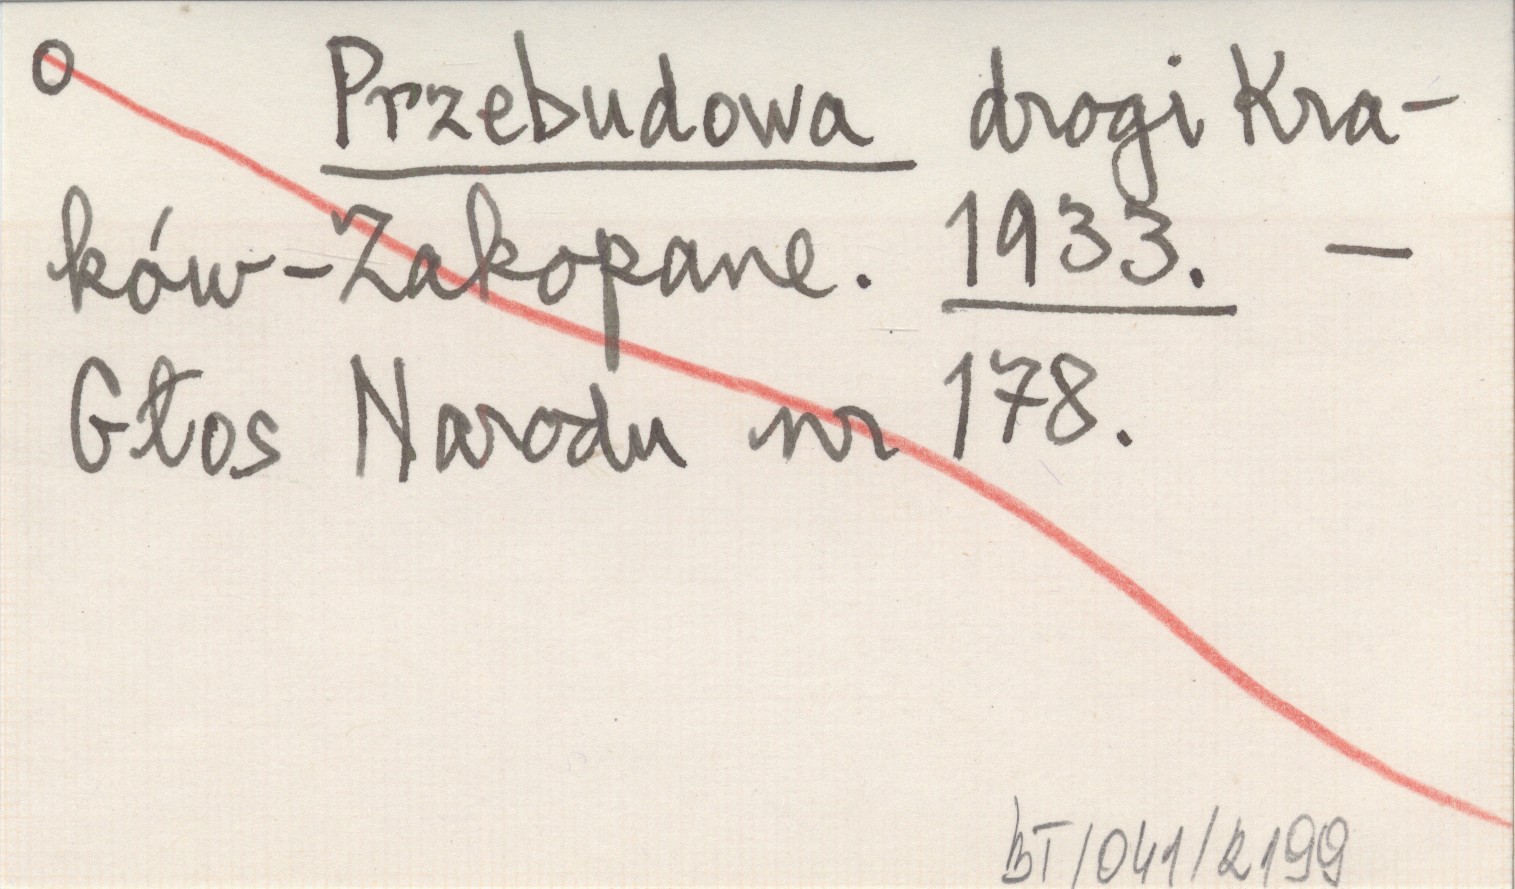 O Przebudowa drogi Kra-
ków-Zakopane. 1933. —
Głos Narodu nr 178.
BT/041/2199